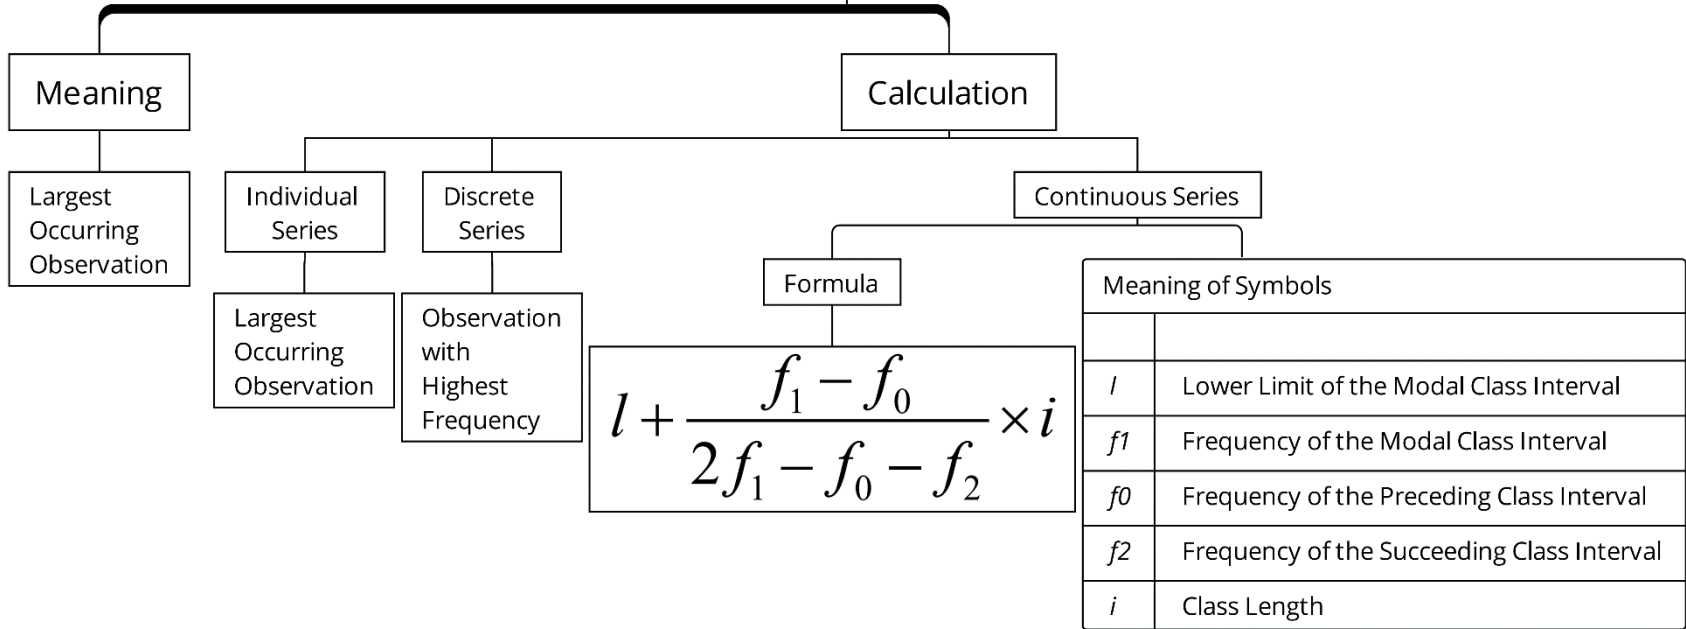 Meaning
Calculation
Largest
Occurring
Observation
Individual
Series
Largest
Occurring
Observation
Discrete
Series
Observation
with
Highest
Frequency
Continuous Series
Formula
l + (f₁ − f₀) / (2f₁ − f₀ − f₂) × i
Meaning of Symbols
l Lower Limit of the Modal Class Interval
f1 Frequency of the Modal Class Interval
f0 Frequency of the Preceding Class Interval
f2 Frequency of the Succeeding Class Interval
i Class Length